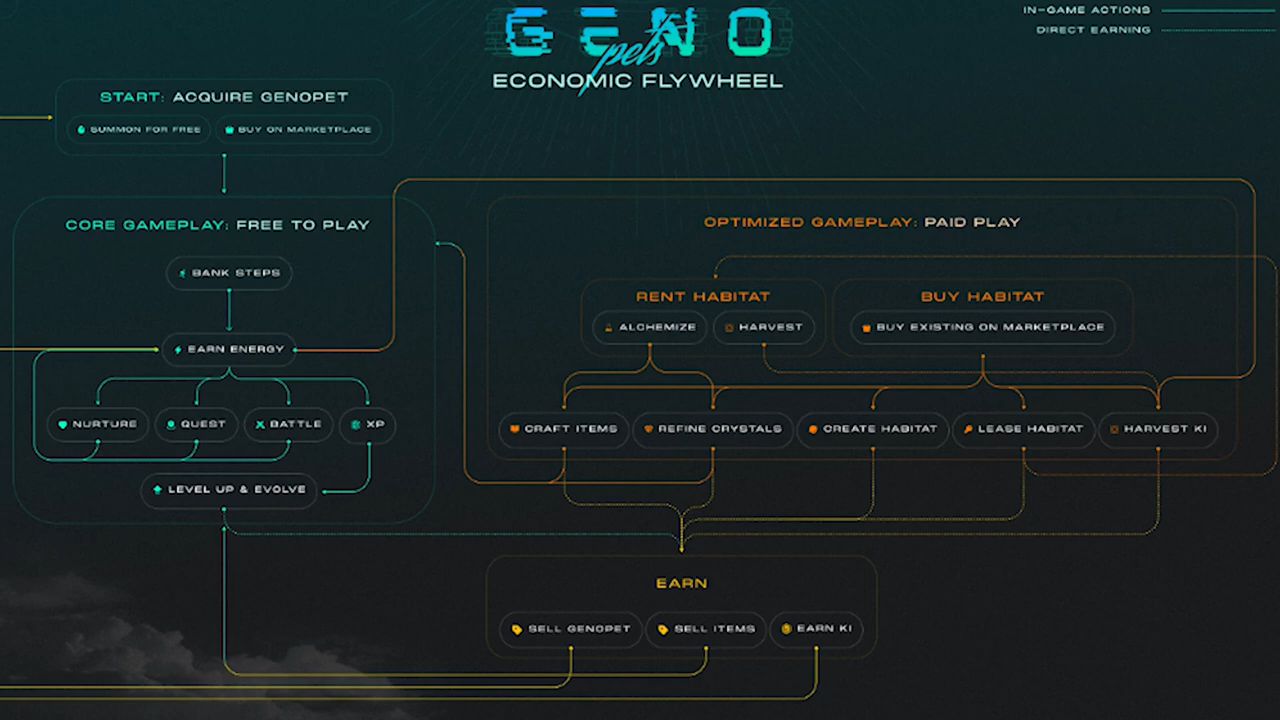 GENO
pets
ECONOMIC FLYWHEEL
IN-GAME ACTIONS
DIRECT EARNING
START: ACQUIRE GENOPET
SUMMON FOR FREE
BUY ON MARKETPLACE
CORE GAMEPLAY: FREE TO PLAY
BANK STEPS
EARN ENERGY
NURTURE
QUEST
BATTLE
XP
LEVEL UP & EVOLVE
OPTIMIZED GAMEPLAY: PAID PLAY
RENT HABITAT
ALCHEMIZE
HARVEST
BUY HABITAT
BUY EXISTING ON MARKETPLACE
CRAFT ITEMS
REFINE CRYSTALS
CREATE HABITAT
LEASE HABITAT
HARVEST KI
EARN
SELL GENOPET
SELL ITEMS
EARN KI